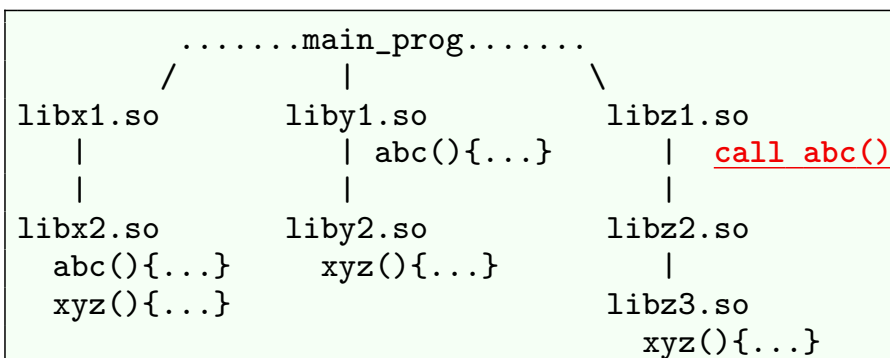 .......main_prog.......
/ | \
libx1.so liby1.so libz1.so
| | abc(){...} | call abc()
| | |
libx2.so liby2.so libz2.so
abc(){...} xyz(){...} |
xyz(){...} libz3.so
xyz(){...}